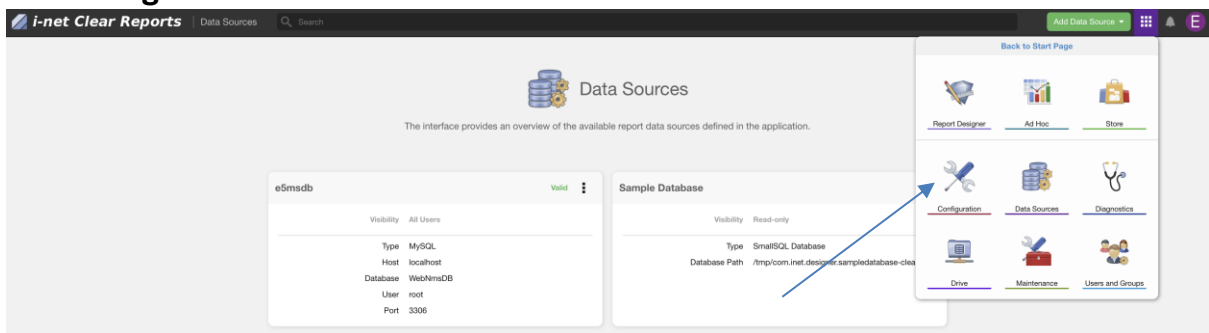 i-net Clear Reports Data Sources Search Add Data Source E
Back to Start Page
Report Designer Ad Hoc Store
Configuration Data Sources Diagnostics
Drive Maintenance Users and Groups
Data Sources
The interface provides an overview of the available report data sources defined in the application.
e5msdb Valid
Visibility All Users
Type MySQL
Host localhost
Database WebNmsDB
User root
Port 3306
Sample Database
Visibility Read-only
Type SmallSQL Database
Database Path /tmp/com.inet.designer.sampledatabase-clea